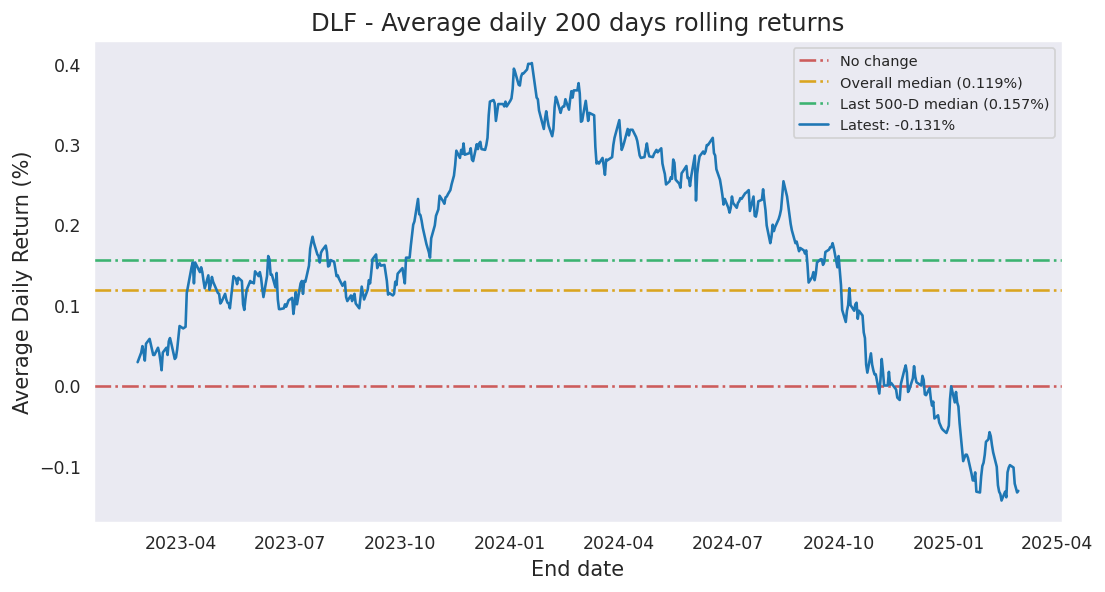 DLF - Average daily 200 days rolling returns
No change
Overall median (0.119%)
Last 500-D median (0.157%)
Latest: -0.131%
Average Daily Return (%)
0.4
0.3
0.2
0.1
0.0
−0.1
2023-04 2023-07 2023-10 2024-01 2024-04 2024-07 2024-10 2025-01 2025-04
End date